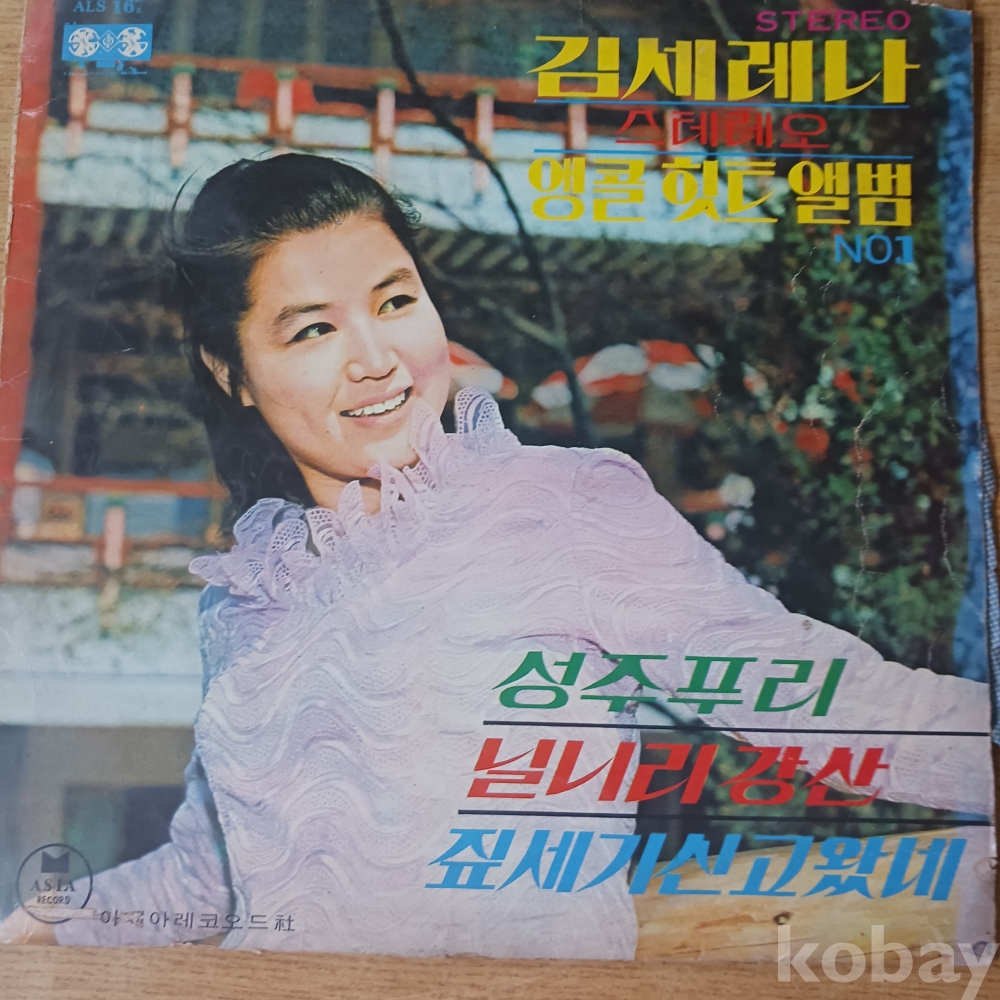 ALS 16.
STEREO
김세레나
스테레오
앵콜 힛트 앨범
NO.1
성주푸리
닐니리강산
짚세기신고왔네
M
ASIA
RECORD
아세아레코오드社
kobay